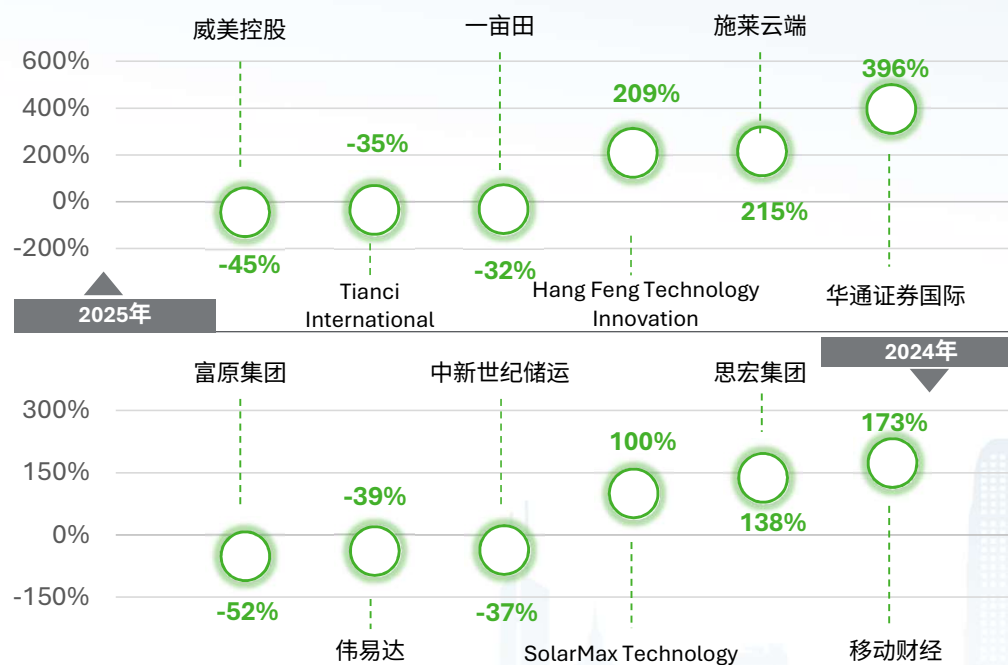 威美控股
一亩田
施莱云端
600%
396%
209%
400%
-35%
200%
215%
0%
-200%
-45%
-32%
Tianci
International
Hang Feng Technology
Innovation
华通证券国际
2025年
2024年
富原集团
中新世纪储运
思宏集团
300%
173%
100%
150%
-39%
138%
0%
-150%
-52%
-37%
伟易达
SolarMax Technology
移动财经